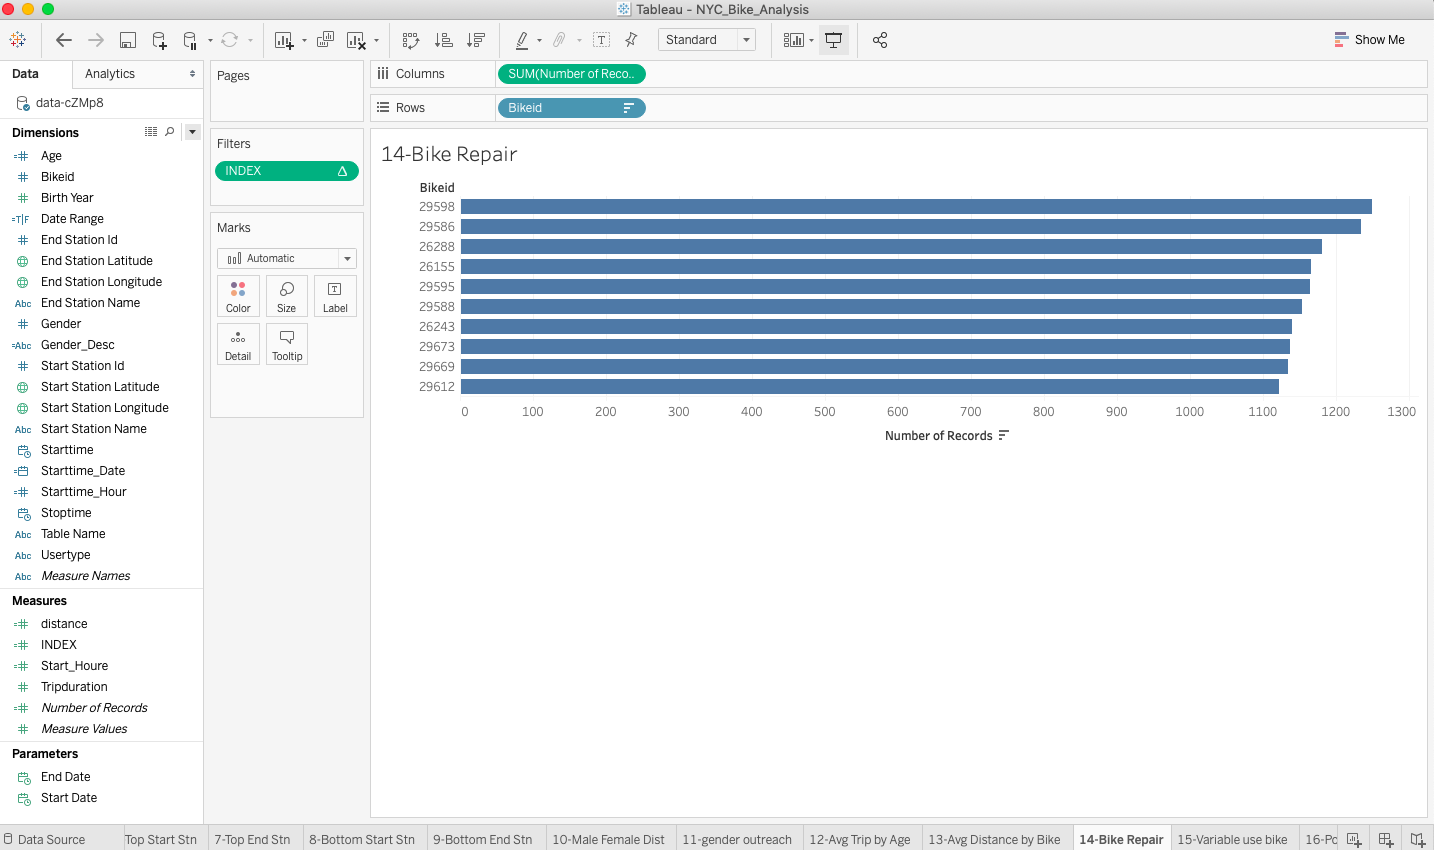 Tableau - NYC_Bike_Analysis
Standard
Show Me
Data
Analytics
data-cZMp8
Dimensions
Age
Bikeid
Birth Year
T|F Date Range
End Station Id
End Station Latitude
End Station Longitude
Abc End Station Name
Gender
Abc Gender_Desc
Start Station Id
Start Station Latitude
Start Station Longitude
Abc Start Station Name
Starttime
Starttime_Date
Starttime_Hour
Stoptime
Abc Table Name
Abc Usertype
Abc Measure Names
Measures
distance
INDEX
Start_Houre
Tripduration
Number of Records
Measure Values
Parameters
End Date
Start Date
Pages
Filters
INDEX
Marks
Automatic
Color
Size
Label
Detail
Tooltip
Columns
SUM(Number of Reco..
Rows
Bikeid
14-Bike Repair
Bikeid
29598
29586
26288
26155
29595
29588
26243
29673
29669
29612
0 100 200 300 400 500 600 700 800 900 1000 1100 1200 1300
Number of Records
Data Source
Top Start Stn
7-Top End Stn
8-Bottom Start Stn
9-Bottom End Stn
10-Male Female Dist
11-gender outreach
12-Avg Trip by Age
13-Avg Distance by Bike
14-Bike Repair
15-Variable use bike
16-Pc